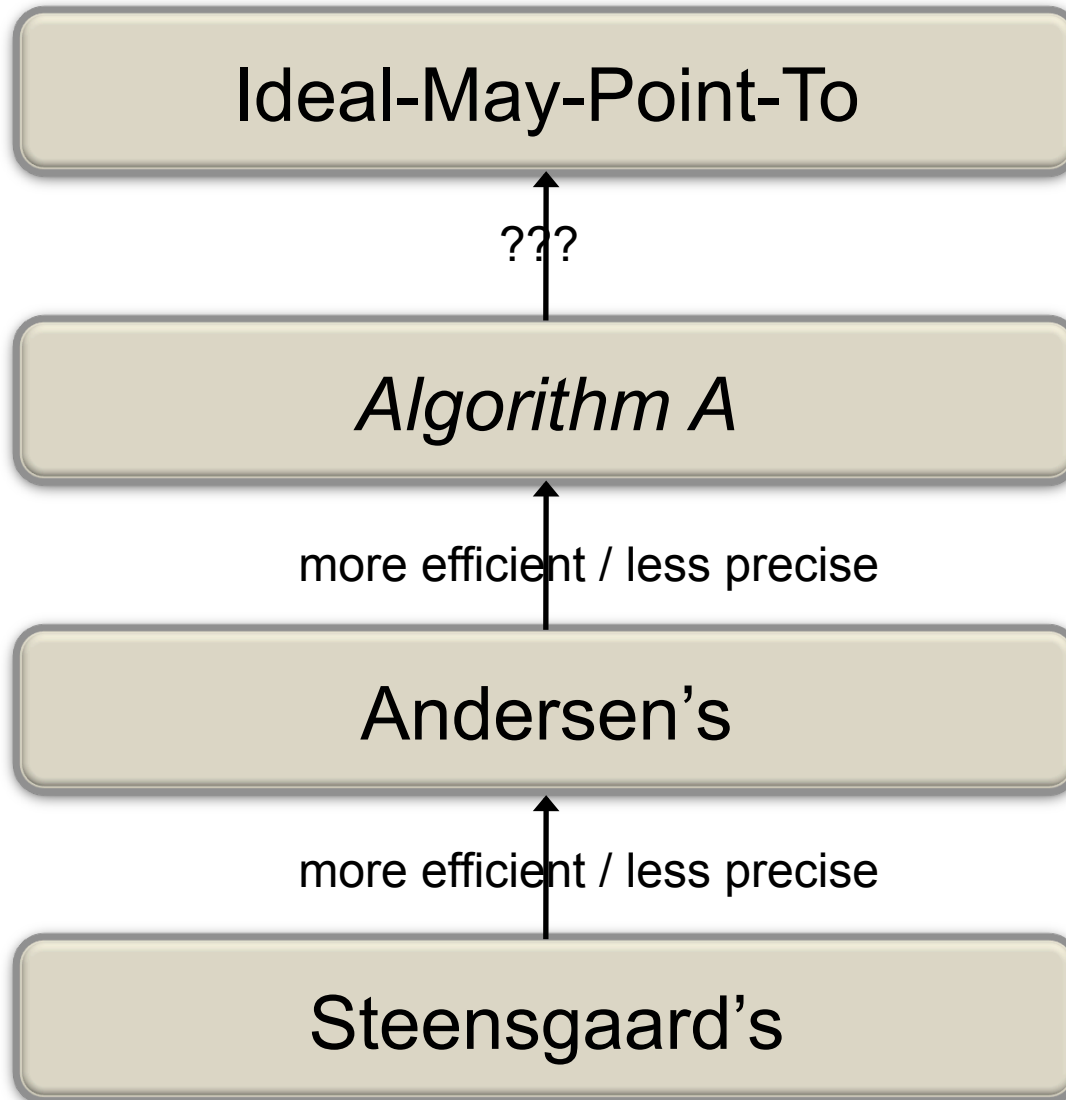 Ideal-May-Point-To
???
Algorithm A
more efficient / less precise
Andersen’s
more efficient / less precise
Steensgaard’s